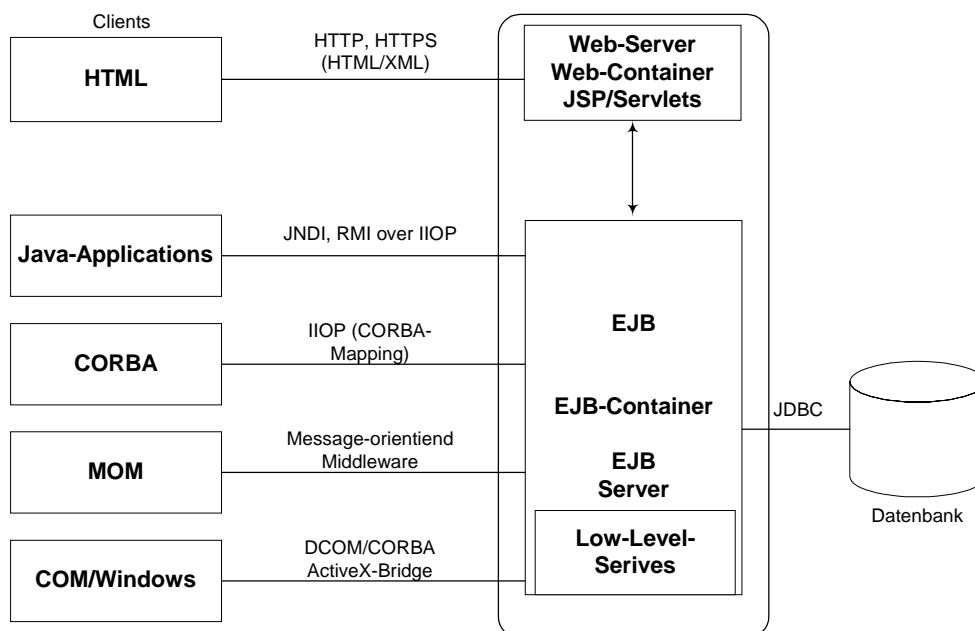 Clients
HTML
HTTP, HTTPS
(HTML/XML)
Web-Server
Web-Container
JSP/Servlets
Java-Applications
JNDI, RMI over IIOP
CORBA
IIOP (CORBA-
Mapping)
MOM
Message-orientiend
Middleware
COM/Windows
DCOM/CORBA
ActiveX-Bridge
EJB
EJB-Container
EJB
Server
Low-Level-
Serives
JDBC
Datenbank